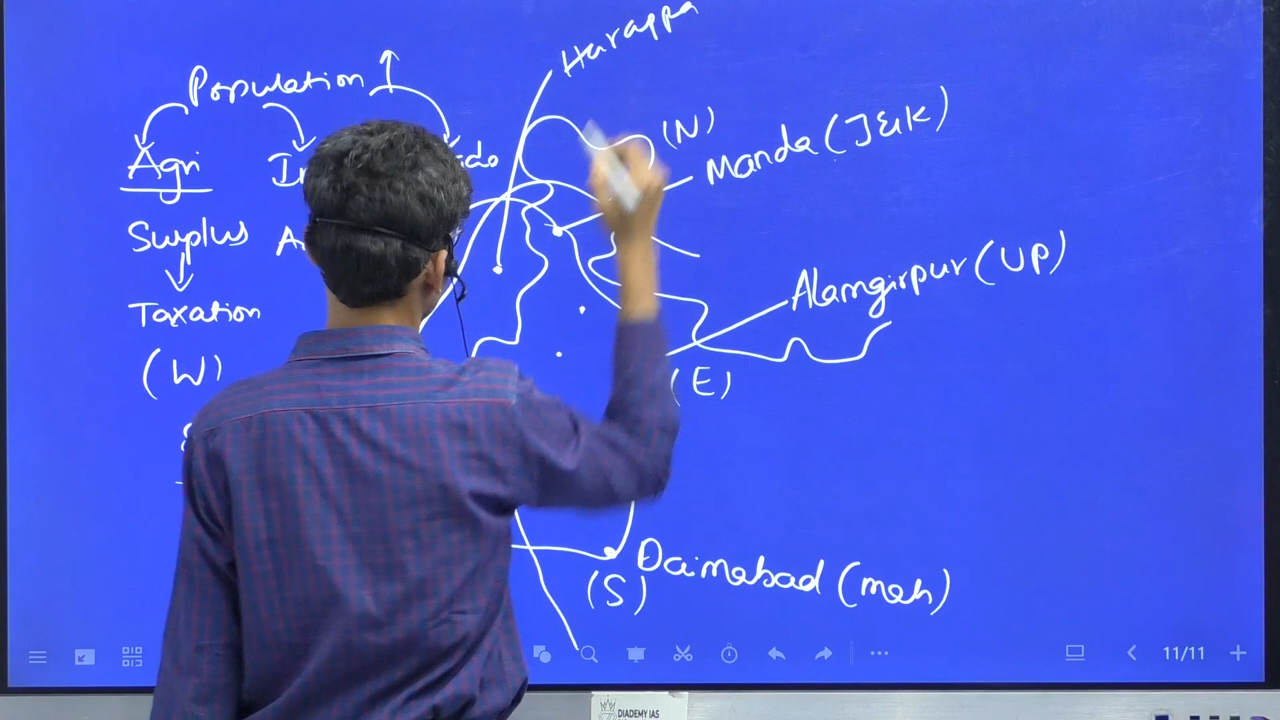 Harappa
Population ↑
(N)
Manda (J&K)
Agri
Surplus
Alamgirpur (UP)
Taxation
(W)
(E)
Daimabad (mah)
(S)
11/11
DIADEMY IAS